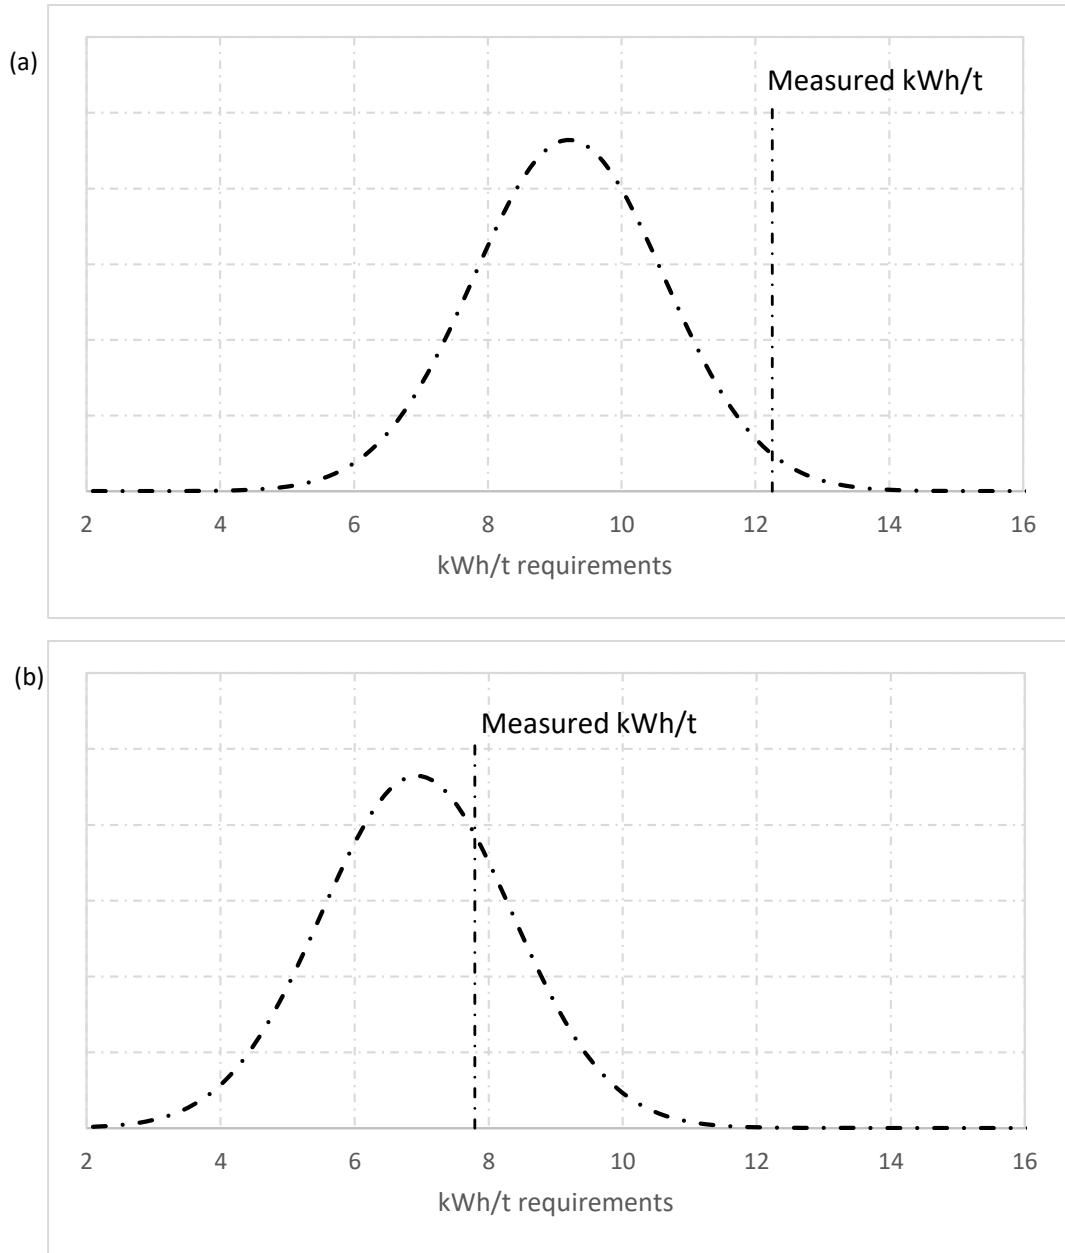 (a)
Measured kWh/t
2 4 6 8 10 12 14 16
kWh/t requirements
(b)
Measured kWh/t
2 4 6 8 10 12 14 16
kWh/t requirements